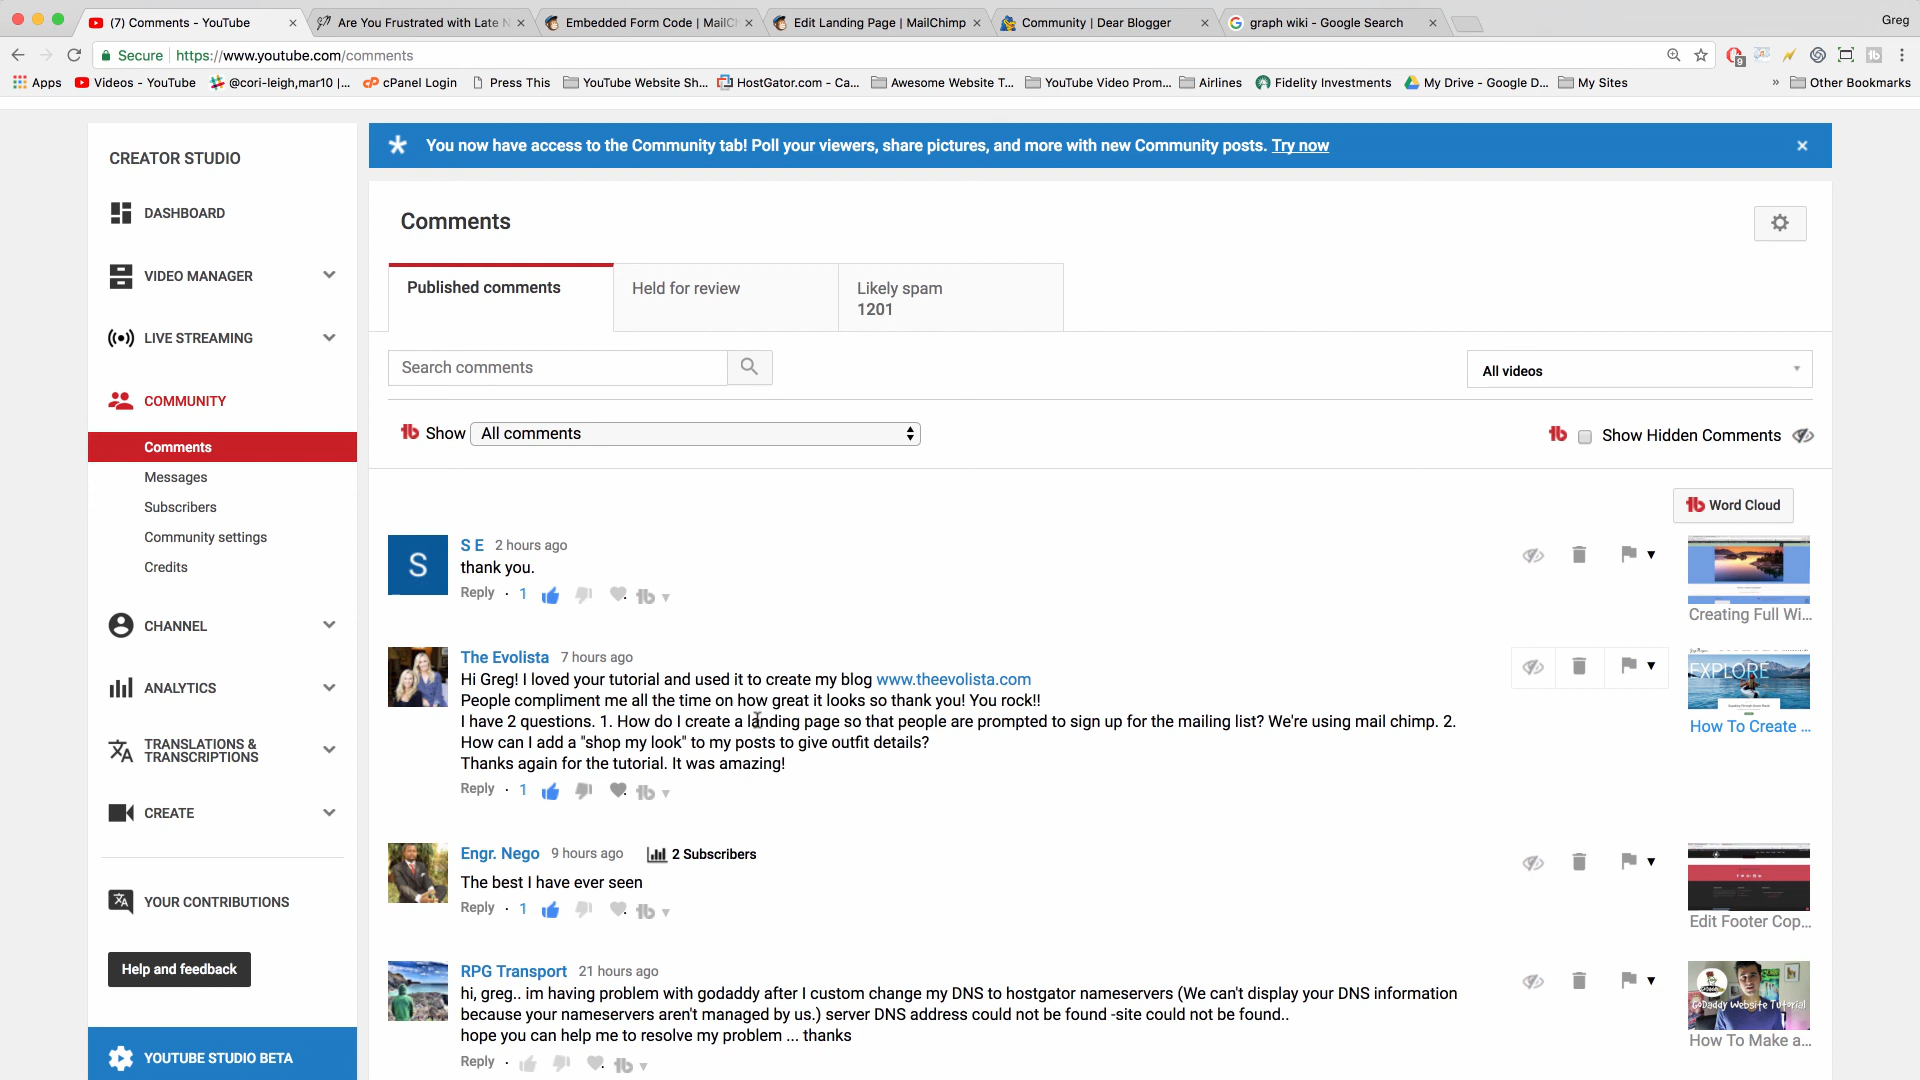 (7) Comments - YouTube
Are You Frustrated with Late N
Embedded Form Code | MailCh
Edit Landing Page | MailChimp
Community | Dear Blogger
graph wiki - Google Search
Greg
Secure
https://www.youtube.com/comments
9
Apps
Videos - YouTube
@cori-leigh,mar10 |...
cPanel Login
Press This
YouTube Website Sh...
HostGator.com - Ca...
Awesome Website T...
YouTube Video Prom...
Airlines
Fidelity Investments
My Drive - Google D...
My Sites
»
Other Bookmarks
CREATOR STUDIO
DASHBOARD
VIDEO MANAGER
LIVE STREAMING
COMMUNITY
Comments
Messages
Subscribers
Community settings
Credits
CHANNEL
ANALYTICS
TRANSLATIONS &
TRANSCRIPTIONS
CREATE
YOUR CONTRIBUTIONS
Help and feedback
YOUTUBE STUDIO BETA
You now have access to the Community tab! Poll your viewers, share pictures, and more with new Community posts. Try now
Comments
Published comments
Held for review
Likely spam
1201
Search comments
All videos
Show
All comments
Show Hidden Comments
Word Cloud
S
S E 2 hours ago
thank you.
Reply · 1
Creating Full Wi...
The Evolista 7 hours ago
Hi Greg! I loved your tutorial and used it to create my blog www.theevolista.com
People compliment me all the time on how great it looks so thank you! You rock!!
I have 2 questions. 1. How do I create a landing page so that people are prompted to sign up for the mailing list? We're using mail chimp. 2.
How can I add a "shop my look" to my posts to give outfit details?
Thanks again for the tutorial. It was amazing!
Reply · 1
EXPLORE
How To Create ...
Engr. Nego 9 hours ago 2 Subscribers
The best I have ever seen
Reply · 1
Edit Footer Cop...
RPG Transport 21 hours ago
hi, greg.. im having problem with godaddy after I custom change my DNS to hostgator nameservers (We can't display your DNS information
because your nameservers aren't managed by us.) server DNS address could not be found -site could not be found..
hope you can help me to resolve my problem ... thanks
Reply ·
GoDaddy Website Tutorial
How To Make a...